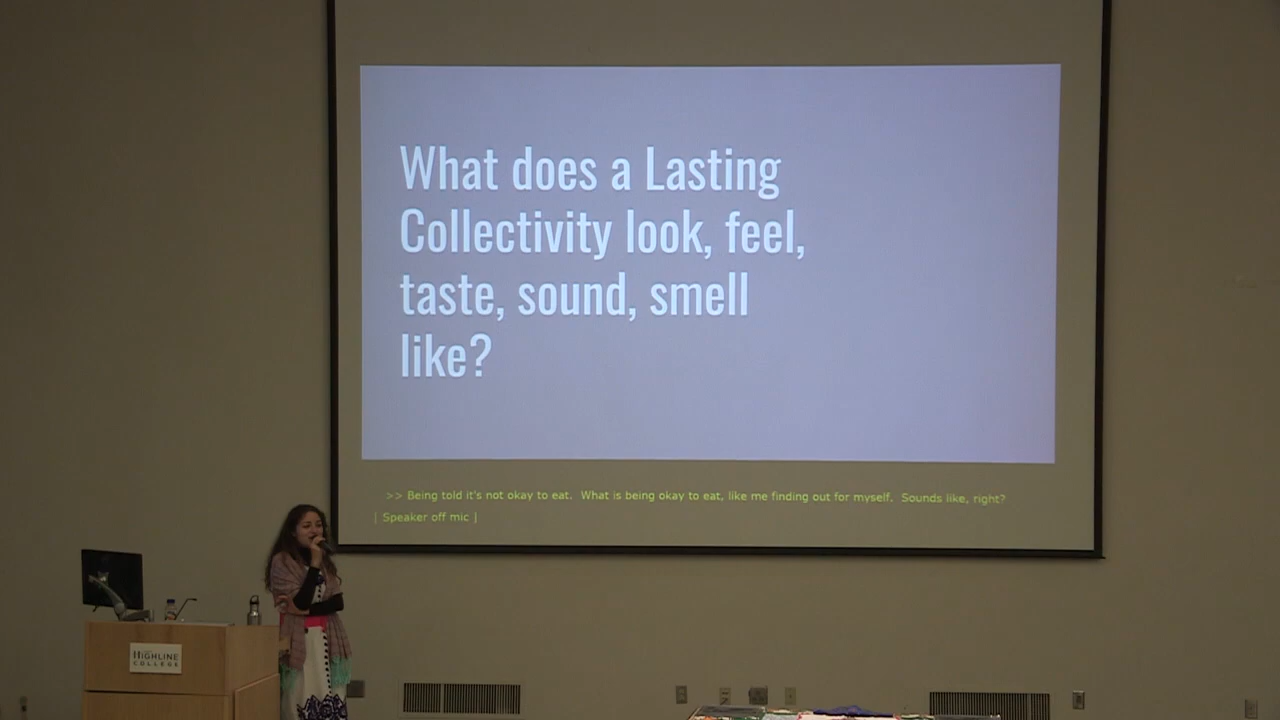 What does a Lasting
Collectivity look, feel,
taste, sound, smell
like?
>> Being told it's not okay to eat.  What is being okay to eat, like me finding out for myself.  Sounds like, right?
[ Speaker off mic ]
HIGHLINE
COLLEGE